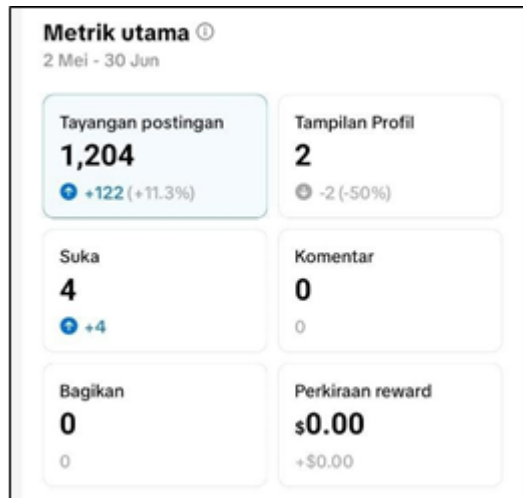 Metrik utama
2 Mei - 30 Jun
Tayangan postingan
1,204
+122 (+11.3%)
Tampilan Profil
2
-2 (-50%)
Suka
4
+4
Komentar
0
0
Bagikan
0
0
Perkiraan reward
$0.00
+$0.00